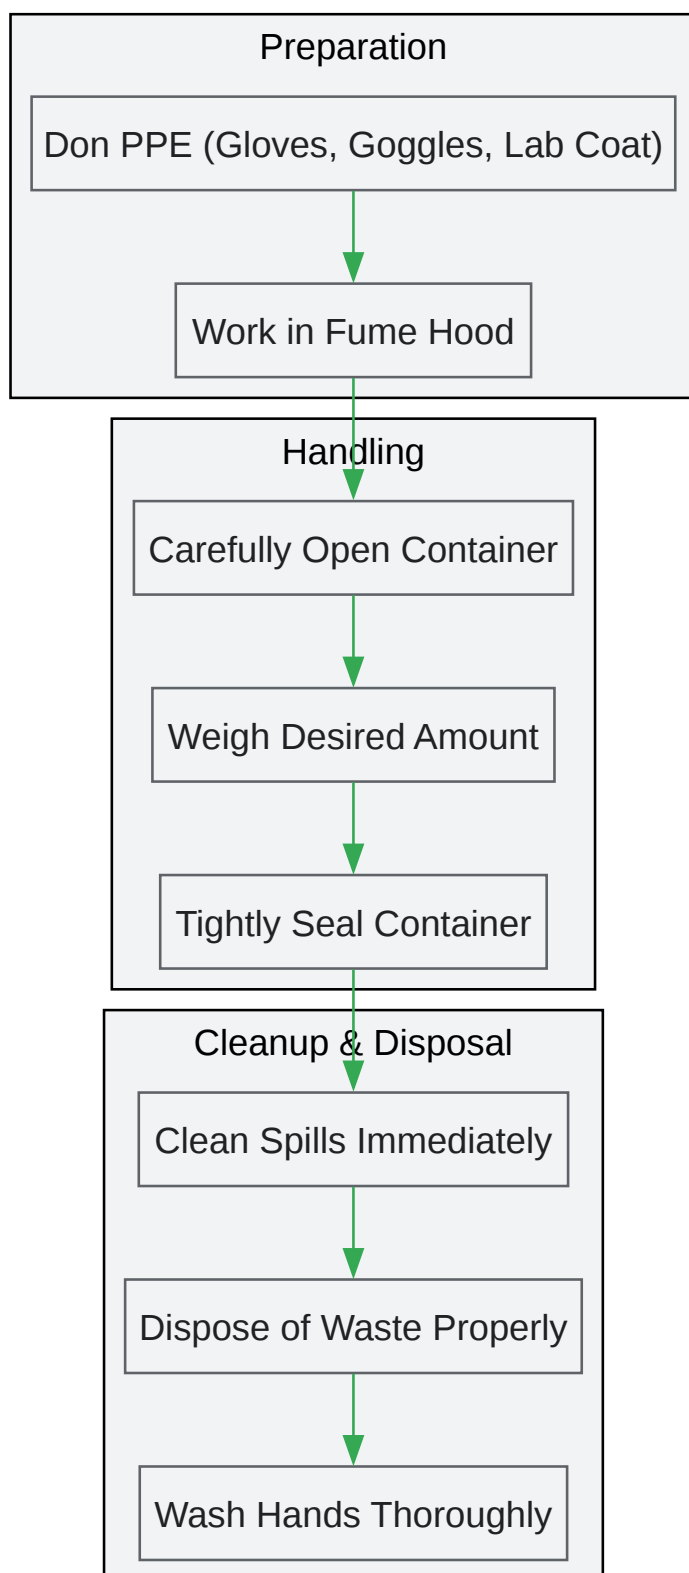 Preparation
Don PPE (Gloves, Goggles, Lab Coat)
Work in Fume Hood
Handling
Carefully Open Container
Weigh Desired Amount
Tightly Seal Container
Cleanup & Disposal
Clean Spills Immediately
Dispose of Waste Properly
Wash Hands Thoroughly